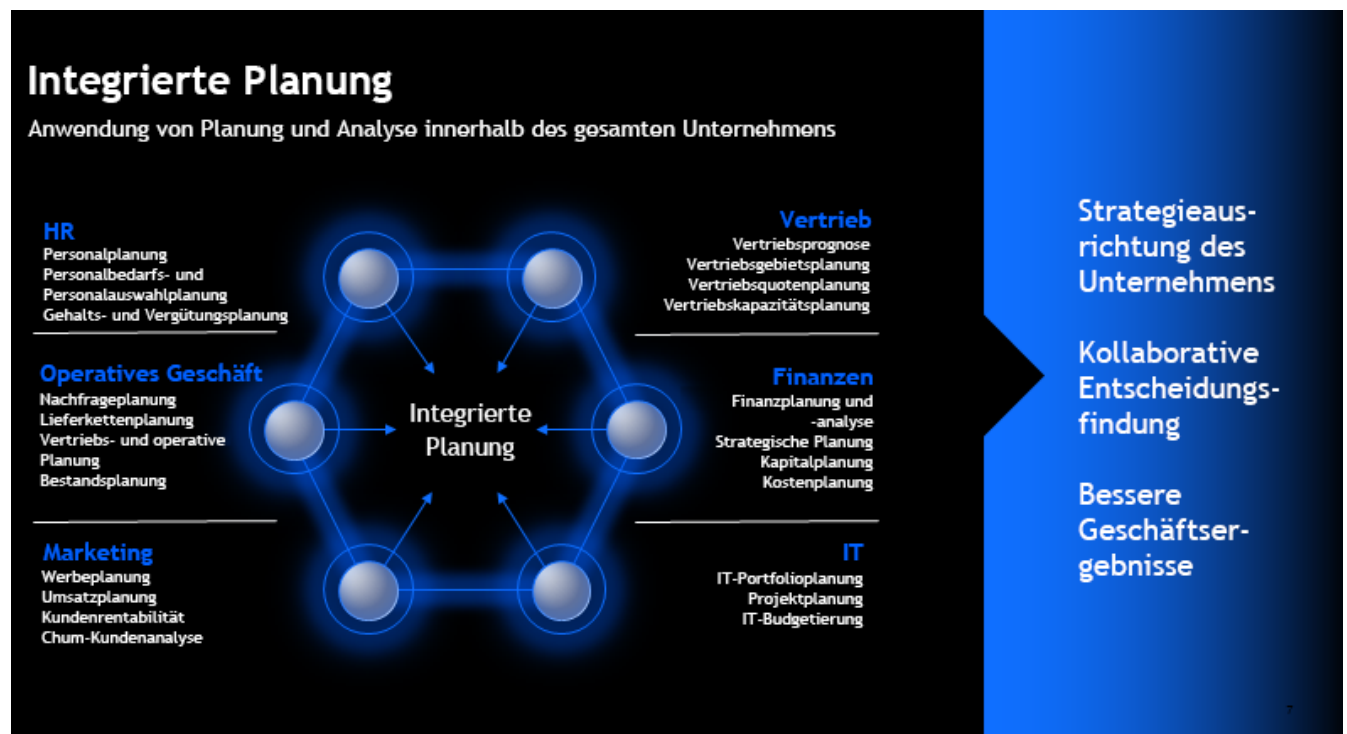 Integrierte Planung
Anwendung von Planung und Analyse innerhalb des gesamten Unternehmens
HR
Personalplanung
Personalbedarfs- und
Personalauswahlplanung
Gehalts- und Vergütungsplanung
Operatives Geschäft
Nachfrageplanung
Lieferkettenplanung
Vertriebs- und operative
Planung
Bestandsplanung
Marketing
Werbeplanung
Umsatzplanung
Kundenrentabilität
Chum-Kundenanalyse
Integrierte
Planung
Vertrieb
Vertriebsprognose
Vertriebsgebietsplanung
Vertriebsquotenplanung
Vertriebskapazitätsplanung
Finanzen
Finanzplanung und
-analyse
Strategische Planung
Kapitalplanung
Kostenplanung
IT
IT-Portfolioplanung
Projektplanung
IT-Budgetierung
Strategieaus-
richtung des
Unternehmens
Kollaborative
Entscheidungs-
findung
Bessere
Geschäftser-
gebnisse
7